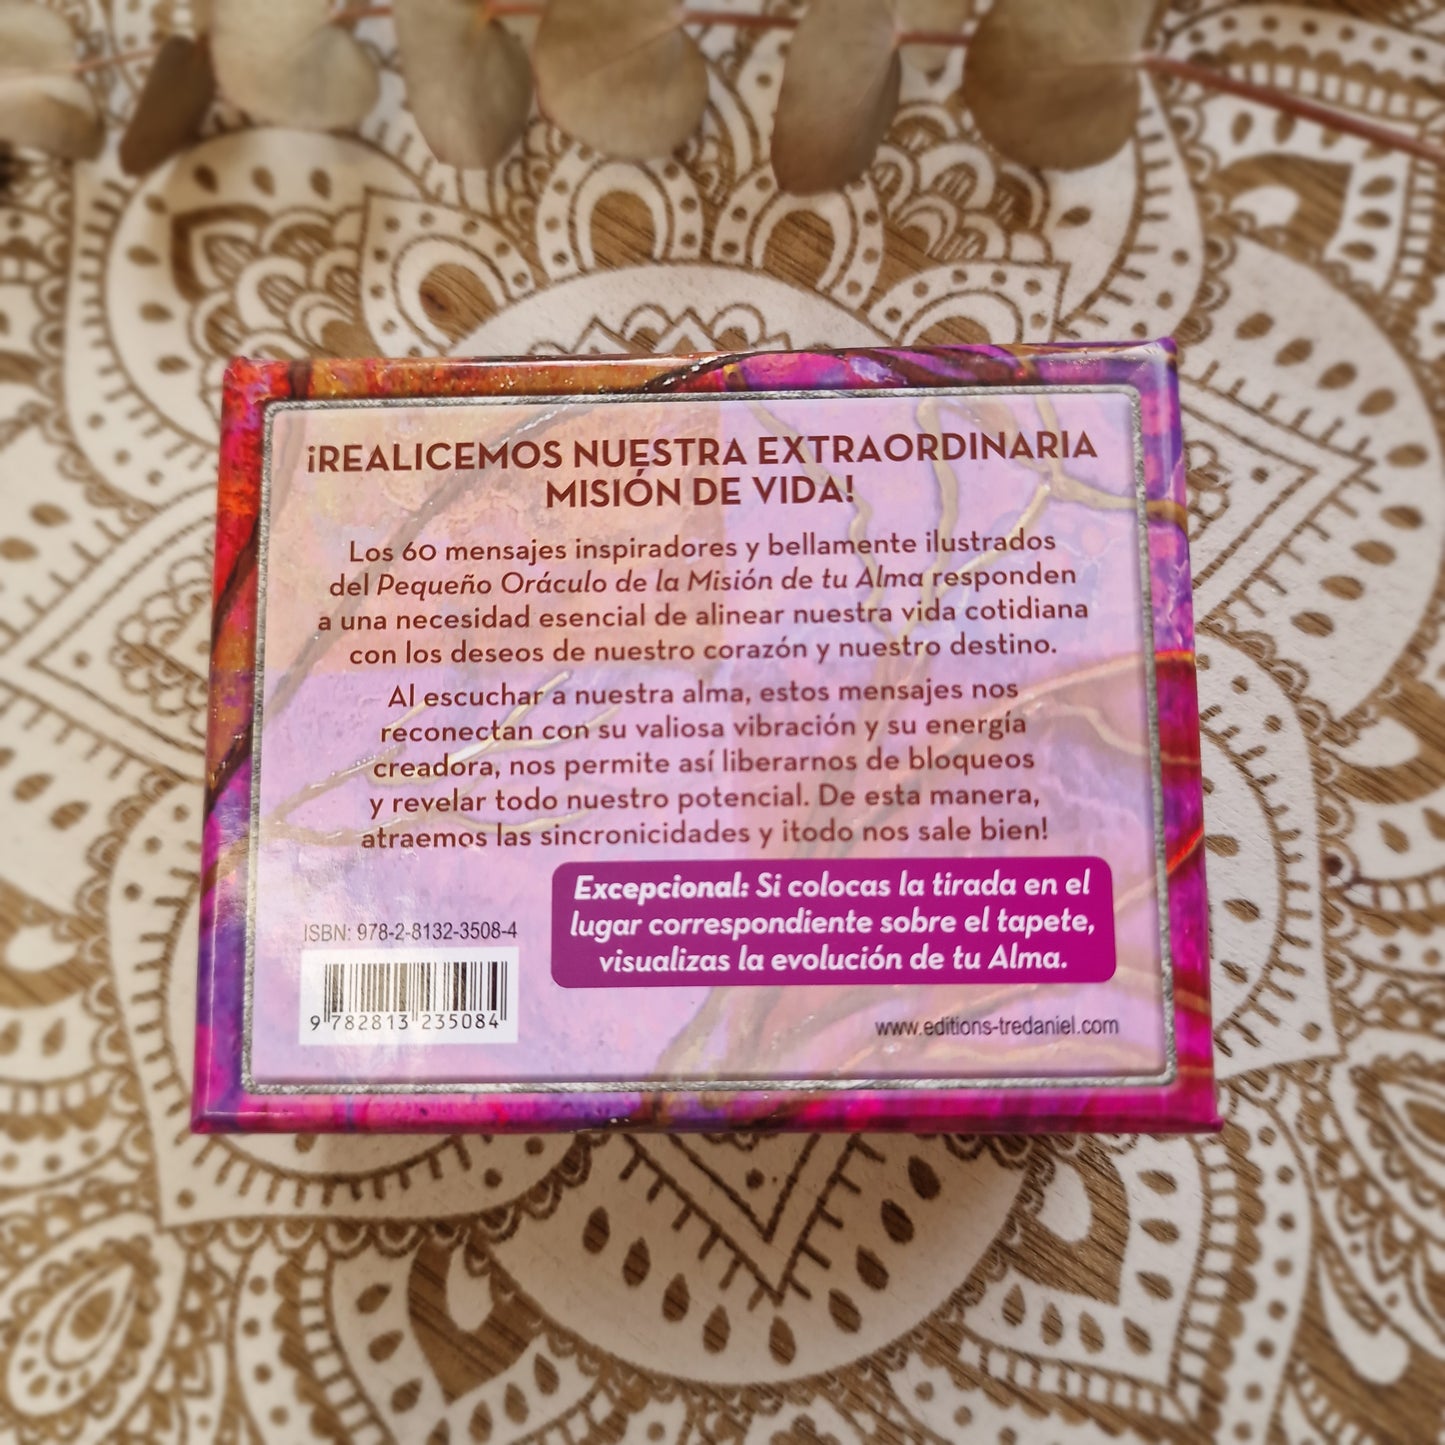 ¡REALICEMOS NUESTRA EXTRAORDINARIA
MISIÓN DE VIDA!
Los 60 mensajes inspiradores y bellamente ilustrados
del Pequeño Oráculo de la Misión de tu Alma responden
a una necesidad esencial de alinear nuestra vida cotidiana
con los deseos de nuestro corazón y nuestro destino.
Al escuchar a nuestra alma, estos mensajes nos
reconectan con su valiosa vibración y su energía
creadora, nos permite así liberarnos de bloqueos
y revelar todo nuestro potencial. De esta manera,
atraemos las sincronicidades y ¡todo nos sale bien!
Excepcional: Si colocas la tirada en el
lugar correspondiente sobre el tapete,
visualizas la evolución de tu Alma.
ISBN: 978-2-8132-3508-4
9 782813 235084
www.editions-tredaniel.com